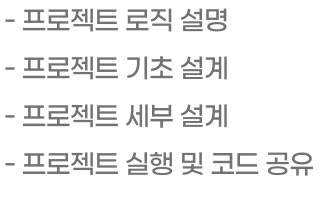 - 프로젝트 로직 설명
- 프로젝트 기초 설계
- 프로젝트 세부 설계
- 프로젝트 실행 및 코드 공유